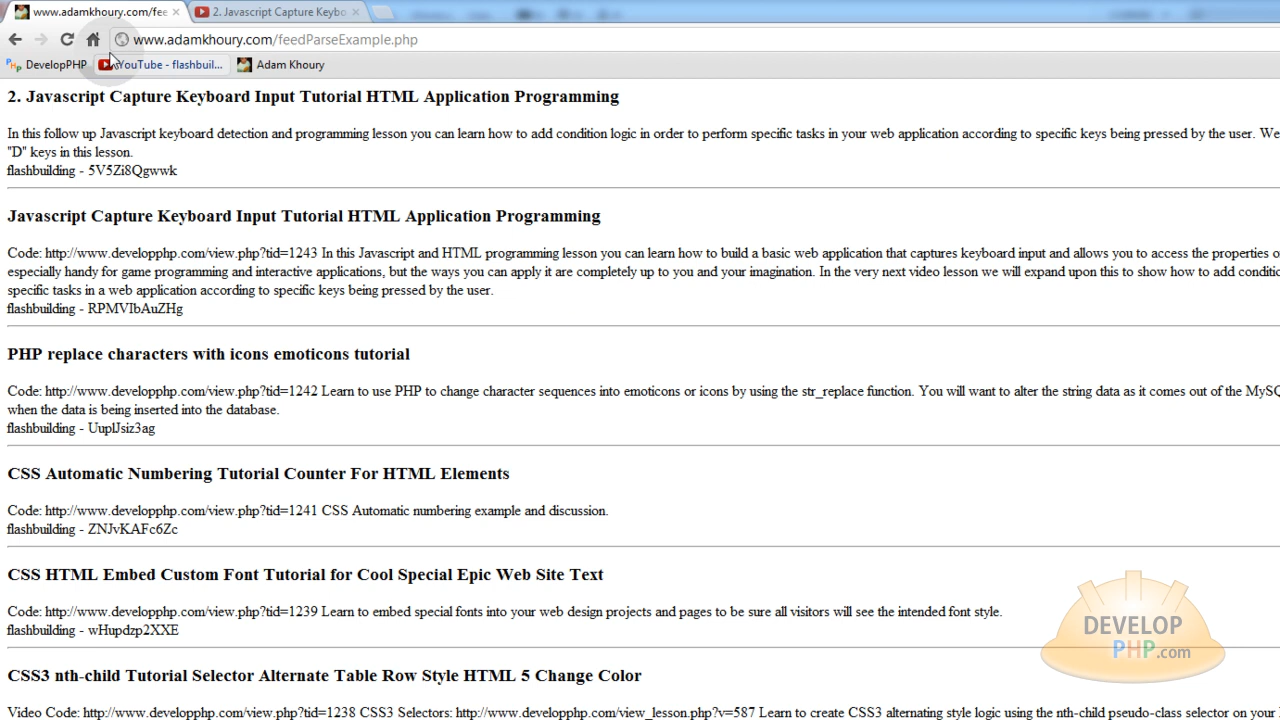 www.adamkhoury.com/fee
2. Javascript Capture Keybo
www.adamkhoury.com/feedParseExample.php
DevelopPHP
YouTube - flashbuil...
Adam Khoury
2. Javascript Capture Keyboard Input Tutorial HTML Application Programming
In this follow up Javascript keyboard detection and programming lesson you can learn how to add condition logic in order to perform specific tasks in your web application according to specific keys being pressed by the user. We
"D" keys in this lesson.
flashbuilding - 5V5Zi8Qgwwk
Javascript Capture Keyboard Input Tutorial HTML Application Programming
Code: http://www.developphp.com/view.php?tid=1243 In this Javascript and HTML programming lesson you can learn how to build a basic web application that captures keyboard input and allows you to access the properties o
especially handy for game programming and interactive applications, but the ways you can apply it are completely up to you and your imagination. In the very next video lesson we will expand upon this to show how to add conditio
specific tasks in a web application according to specific keys being pressed by the user.
flashbuilding - RPMVIbAuZHg
PHP replace characters with icons emoticons tutorial
Code: http://www.developphp.com/view.php?tid=1242 Learn to use PHP to change character sequences into emoticons or icons by using the str_replace function. You will want to alter the string data as it comes out of the MySQ
when the data is being inserted into the database.
flashbuilding - UuplJsiz3ag
CSS Automatic Numbering Tutorial Counter For HTML Elements
Code: http://www.developphp.com/view.php?tid=1241 CSS Automatic numbering example and discussion.
flashbuilding - ZNJvKAFc6Zc
CSS HTML Embed Custom Font Tutorial for Cool Special Epic Web Site Text
Code: http://www.developphp.com/view.php?tid=1239 Learn to embed special fonts into your web design projects and pages to be sure all visitors will see the intended font style.
flashbuilding - wHupdzp2XXE
DEVELOP
PHP.com
CSS3 nth-child Tutorial Selector Alternate Table Row Style HTML 5 Change Color
Video Code: http://www.developphp.com/view.php?tid=1238 CSS3 Selectors: http://www.developphp.com/view_lesson.php?v=587 Learn to create CSS3 alternating style logic using the nth-child pseudo-class selector on your